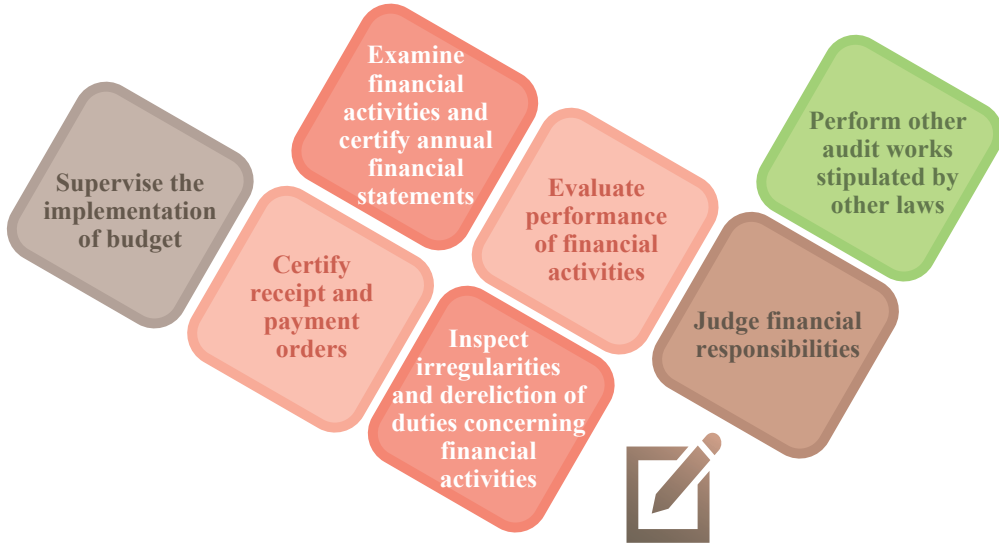 Supervise the
implementation
of budget
Certify
receipt and
payment
orders
Examine
financial
activities and
certify annual
financial
statements
Inspect
irregularities
and dereliction of
duties concerning
financial
activities
Evaluate
performance
of financial
activities
Judge financial
responsibilities
Perform other
audit works
stipulated by
other laws